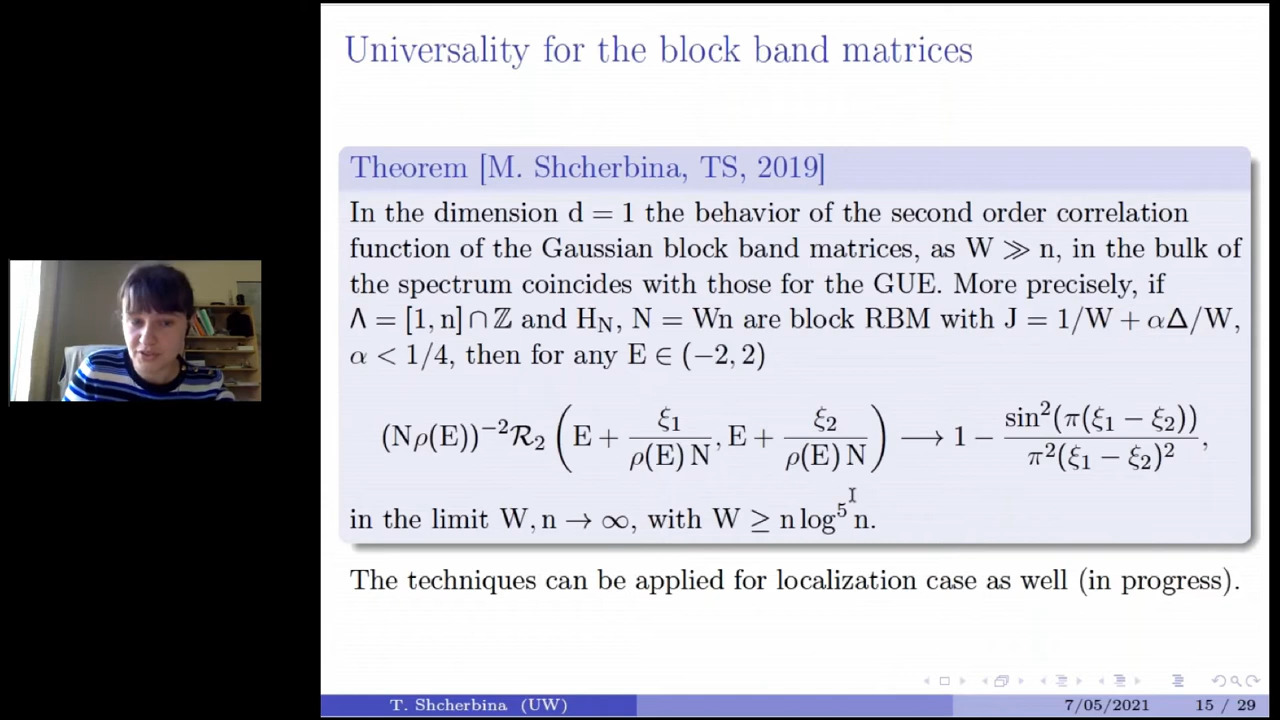 Universality for the block band matrices
Theorem [M. Shcherbina, TS, 2019]
In the dimension d = 1 the behavior of the second order correlation
function of the Gaussian block band matrices, as W ≫ n, in the bulk of
the spectrum coincides with those for the GUE. More precisely, if
Λ = [1, n] ∩ ℤ and H_N, N = Wn are block RBM with J = 1/W + αΔ/W,
α < 1/4, then for any E ∈ (−2, 2)
(Nρ(E))^{−2} 𝓡_2 (E + ξ_1/(ρ(E) N), E + ξ_2/(ρ(E) N)) ⟶ 1 − sin^2(π(ξ_1 − ξ_2))/(π^2(ξ_1 − ξ_2)^2),
in the limit W, n → ∞, with W ≥ n log^5 n.
The techniques can be applied for localization case as well (in progress).
T. Shcherbina (UW)
7/05/2021
15 / 29